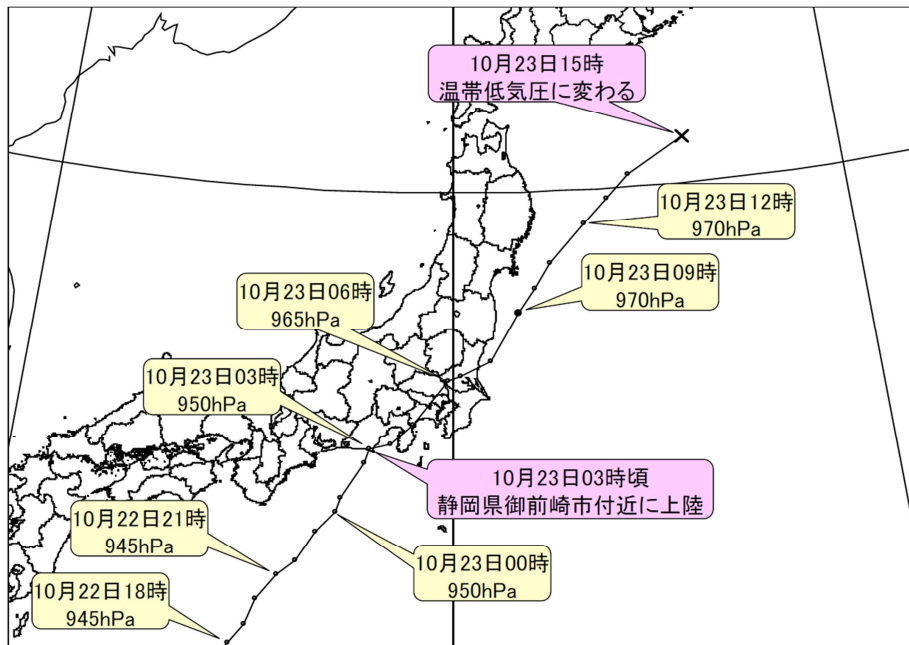 10月23日15時
温帯低気圧に変わる
10月23日12時
970hPa
10月23日09時
970hPa
10月23日06時
965hPa
10月23日03時
950hPa
10月23日03時頃
静岡県御前崎市付近に上陸
10月22日21時
945hPa
10月23日00時
950hPa
10月22日18時
945hPa